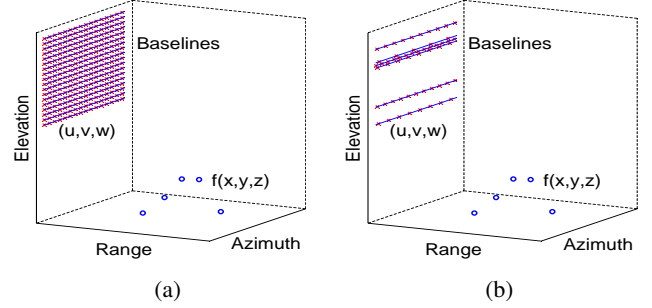 Baselines
Elevation
(u,v,w)
f(x,y,z)
Range
Azimuth
(a)
Baselines
Elevation
(u,v,w)
f(x,y,z)
Range
Azimuth
(b)